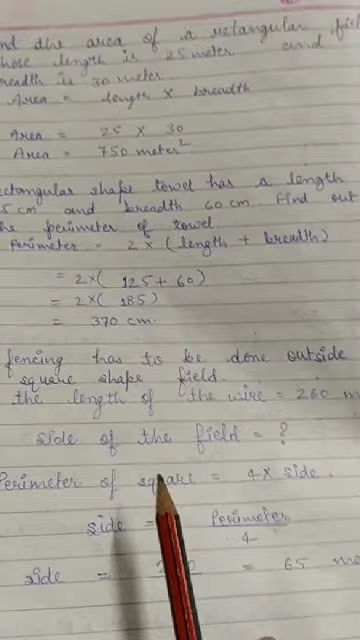 the area of a rectangular
whose length is 25 meter and
breadth is 30 meter.
Area = length × breadth
Area = 25 × 30
Area = 750 meter²
rectangular shape towel has a length
5 cm and breadth 60 cm. Find out
the perimeter of towel.
Perimeter = 2 × (length + breadth)
= 2×( 125 + 60)
= 2×( 185)
= 370 cm.
fencing has to be done outside
square shape field.
the length of the wire = 260 m
side of the field = ?
Perimeter of square = 4 × side.
side = Perimeter
4
side = = 65 me